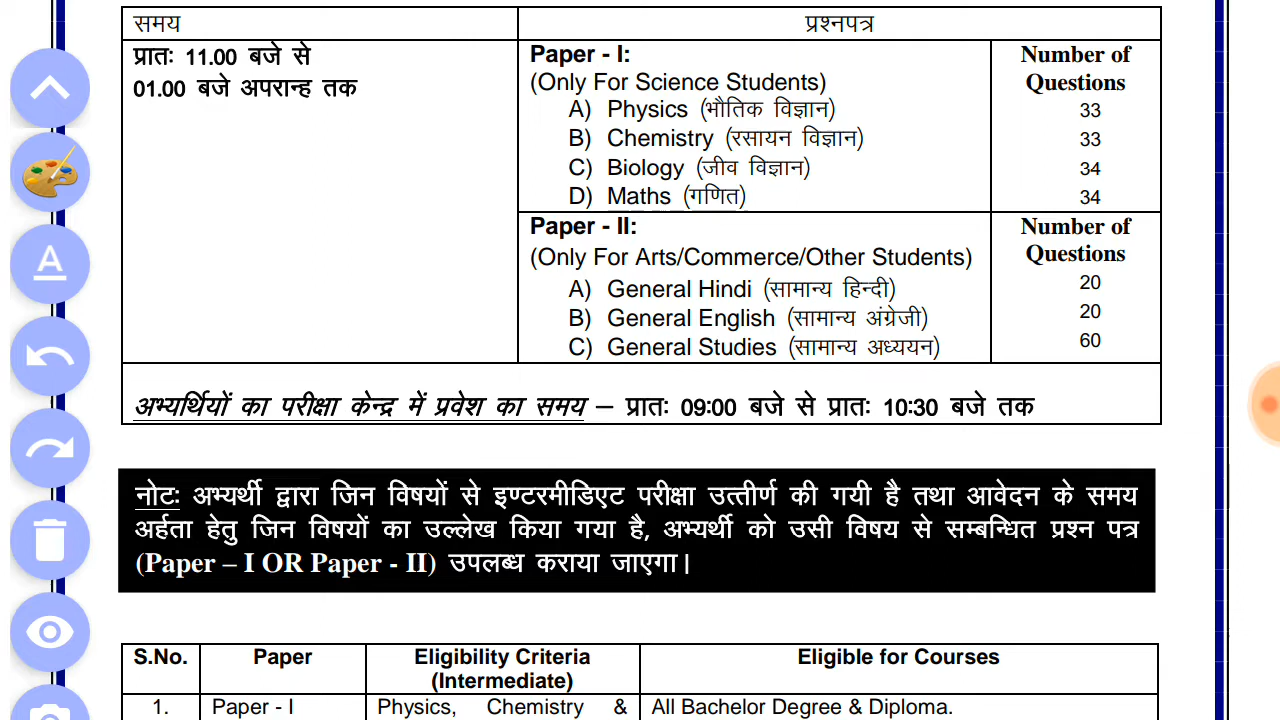 समय
प्रश्नपत्र
प्रातः 11.00 बजे से
01.00 बजे अपरान्ह तक
Paper - I:
(Only For Science Students)
A) Physics (भौतिक विज्ञान)
B) Chemistry (रसायन विज्ञान)
C) Biology (जीव विज्ञान)
D) Maths (गणित)
Number of
Questions
33
33
34
34
Paper - II:
(Only For Arts/Commerce/Other Students)
A) General Hindi (सामान्य हिन्दी)
B) General English (सामान्य अंग्रेजी)
C) General Studies (सामान्य अध्ययन)
Number of
Questions
20
20
60
अभ्यर्थियों का परीक्षा केन्द्र में प्रवेश का समय – प्रातः 09:00 बजे से प्रातः 10:30 बजे तक
नोटः अभ्यर्थी द्वारा जिन विषयों से इण्टरमीडिएट परीक्षा उत्तीर्ण की गयी है तथा आवेदन के समय
अर्हता हेतु जिन विषयों का उल्लेख किया गया है, अभ्यर्थी को उसी विषय से सम्बन्धित प्रश्न पत्र
(Paper – I OR Paper - II) उपलब्ध कराया जाएगा।
S.No. Paper Eligibility Criteria Eligible for Courses
(Intermediate)
1. Paper - I Physics, Chemistry & All Bachelor Degree & Diploma.
A